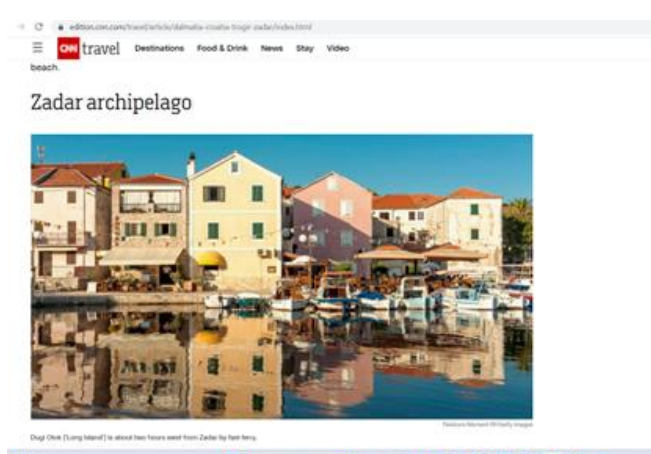 edition.cnn.com/travel/article/dalmatia-croatia-trogir-zadar/index.html
CNN travel Destinations Food & Drink News Stay Video
beach.
Zadar archipelago
Dugi Otok ['Long Island'] is about two hours west from Zadar by fast ferry.